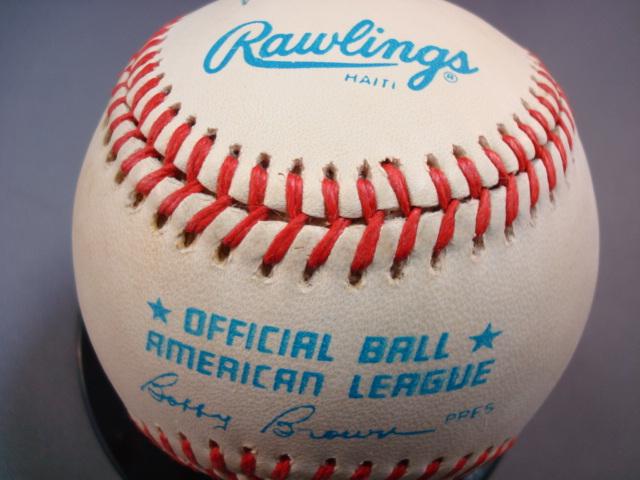 Rawlings ®
HAITI
★ OFFICIAL BALL ★
AMERICAN LEAGUE
Bobby Brown PRES